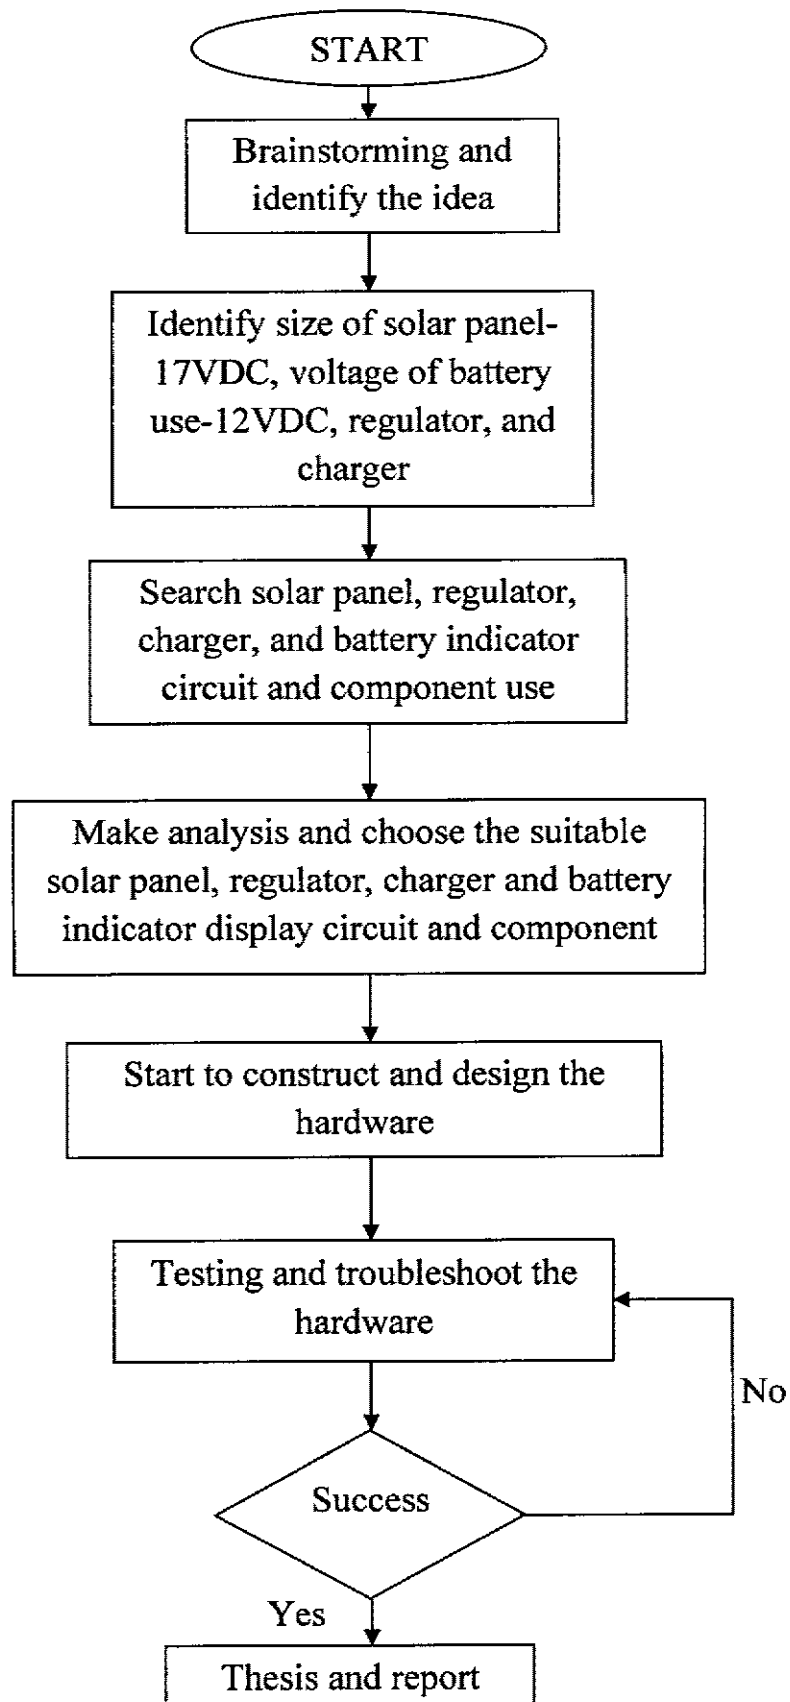 START
Brainstorming and
identify the idea
Identify size of solar panel-
17VDC, voltage of battery
use-12VDC, regulator, and
charger
Search solar panel, regulator,
charger, and battery indicator
circuit and component use
Make analysis and choose the suitable
solar panel, regulator, charger and battery
indicator display circuit and component
Start to construct and design the
hardware
Testing and troubleshoot the
hardware
No
Success
Yes
Thesis and report